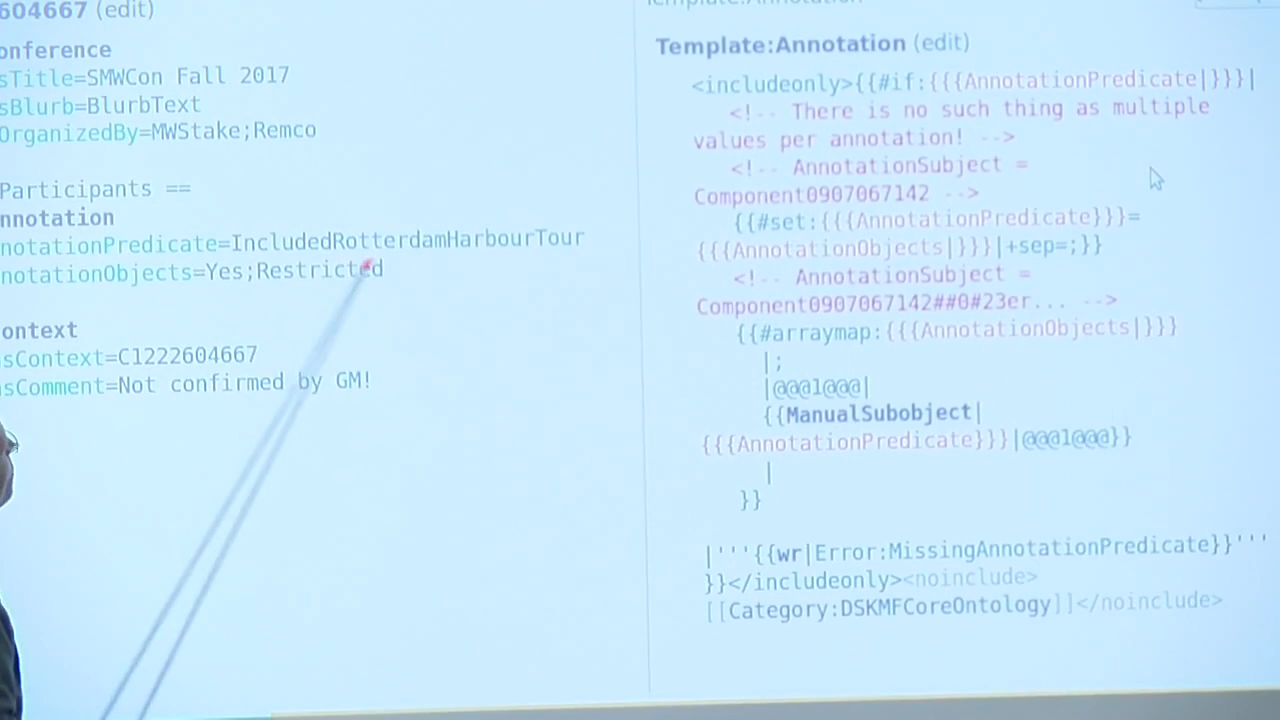 604667 (edit)
onference
sTitle=SMWCon Fall 2017
sBlurb=BlurbText
OrganizedBy=MWStake;Remco
Participants ==
nnotation
notationPredicate=IncludedRotterdamHarbourTour
notationObjects=Yes;Restricted
ontext
sContext=C1222604667
sComment=Not confirmed by GM!
Template:Annotation
Template:Annotation (edit)
<includeonly>{{#if:{{{AnnotationPredicate|}}}|
<!-- There is no such thing as multiple
values per annotation! -->
<!-- AnnotationSubject =
Component0907067142 -->
{{#set:{{{AnnotationPredicate}}}=
{{{AnnotationObjects|}}}|+sep=;}}
<!-- AnnotationSubject =
Component0907067142##0#23er... -->
{{#arraymap:{{{AnnotationObjects|}}}
|;
|@@@1@@@|
{{ManualSubobject|
{{{AnnotationPredicate}}}|@@@1@@@}}
|
}}
|'''{{wr|Error:MissingAnnotationPredicate}}'''
}}</includeonly><noinclude>
[[Category:DSKMFCoreOntology]]</noinclude>